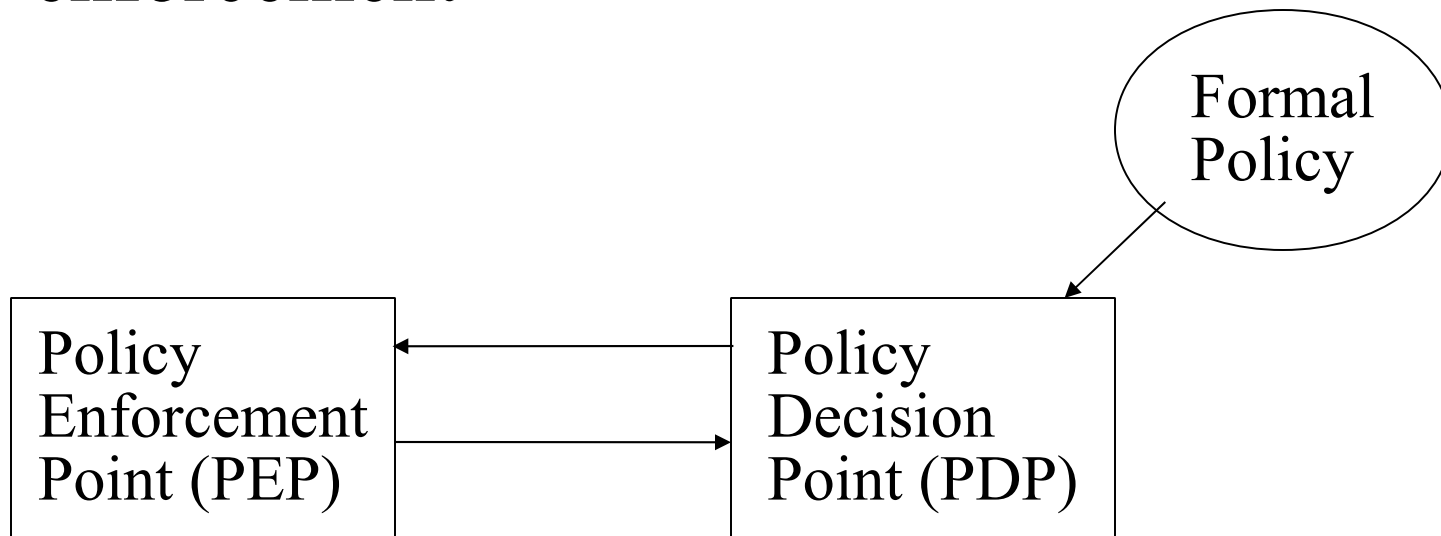 Formal
Policy
Policy
Enforcement
Point (PEP)
Policy
Decision
Point (PDP)